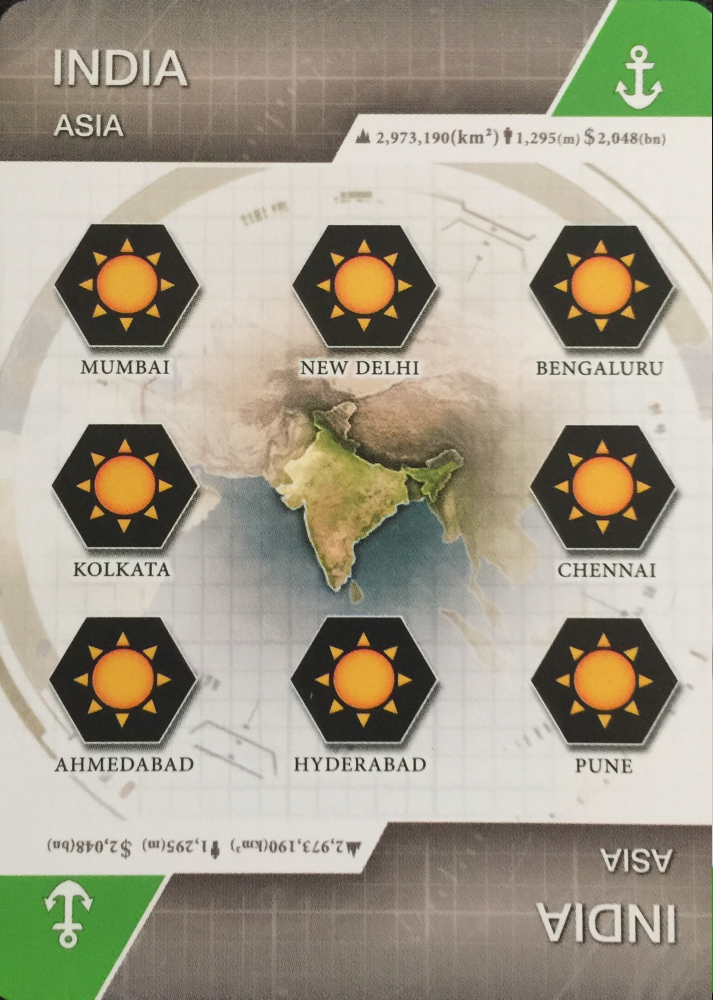 INDIA
ASIA
2,973,190(km²) 1,295(m) $2,048(bn)
MUMBAI NEW DELHI BENGALURU
KOLKATA CHENNAI
AHMEDABAD HYDERABAD PUNE
2,973,190(km²) 1,295(m) $2,048(bn)
ASIA
INDIA